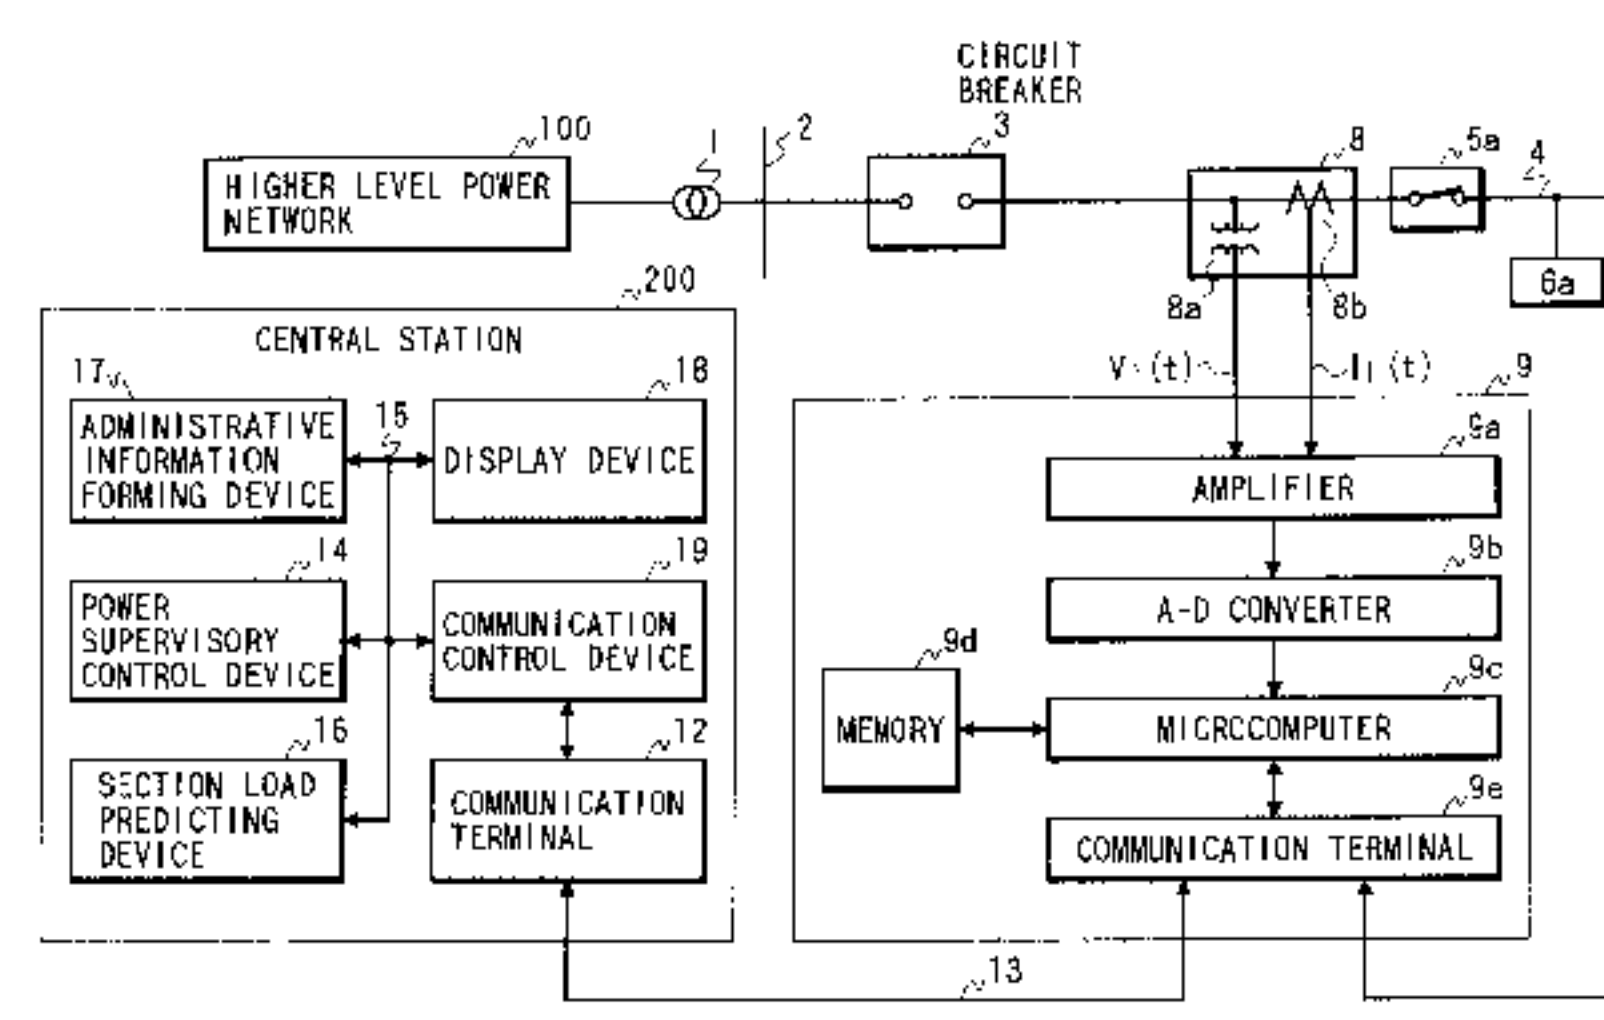 CIRCUIT
BREAKER
100
1
2
3
8
5a
4
HIGHER LEVEL POWER
NETWORK
6a
8a
8b
200
CENTRAL STATION
V1(t)
I1(t)
9
17
18
ADMINISTRATIVE
INFORMATION
FORMING DEVICE
15
DISPLAY DEVICE
9a
AMPLIFIER
14
19
9b
POWER
SUPERVISORY
CONTROL DEVICE
COMMUNICATION
CONTROL DEVICE
A-D CONVERTER
9d
9c
MEMORY
MICROCOMPUTER
16
12
9e
SECTION LOAD
PREDICTING
DEVICE
COMMUNICATION
TERMINAL
COMMUNICATION TERMINAL
13